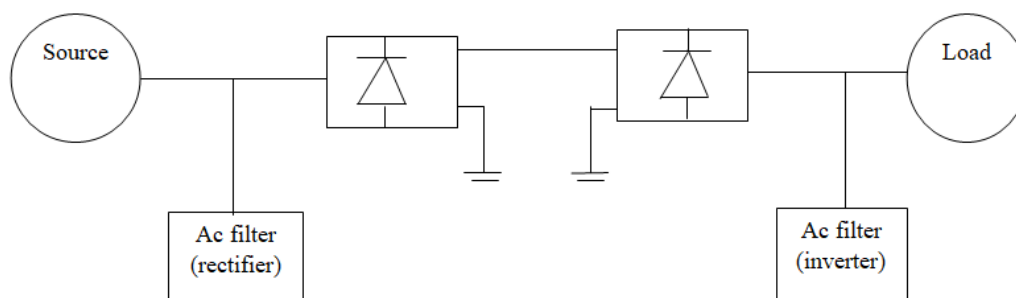 Source
Load
Ac filter
(rectifier)
Ac filter
(inverter)